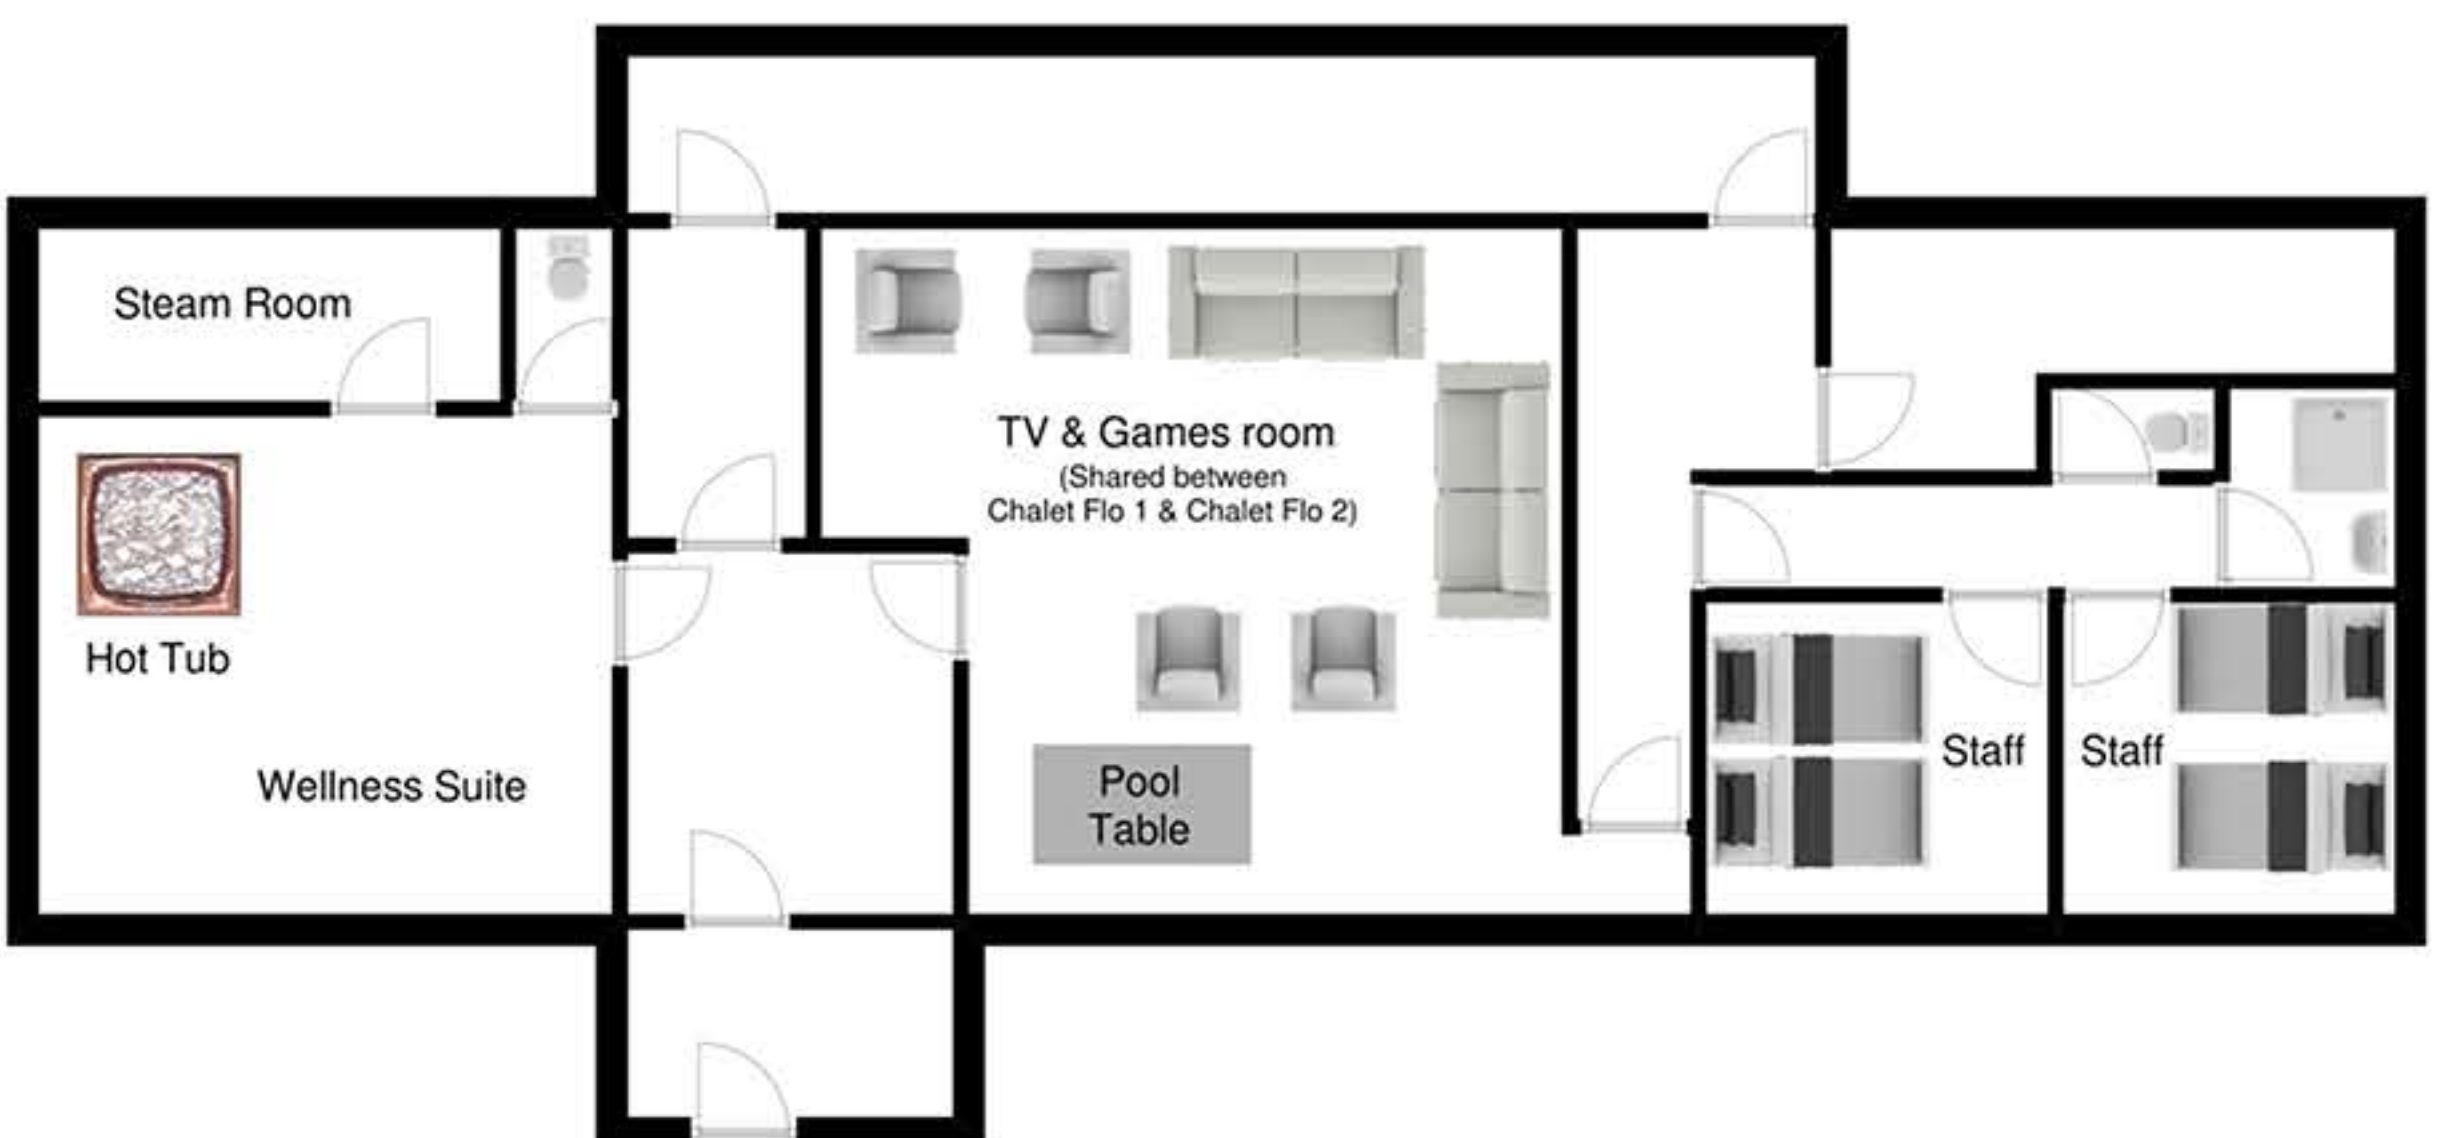 Steam Room
Hot Tub
Wellness Suite
TV & Games room
(Shared between
Chalet Flo 1 & Chalet Flo 2)
Pool
Table
Staff
Staff